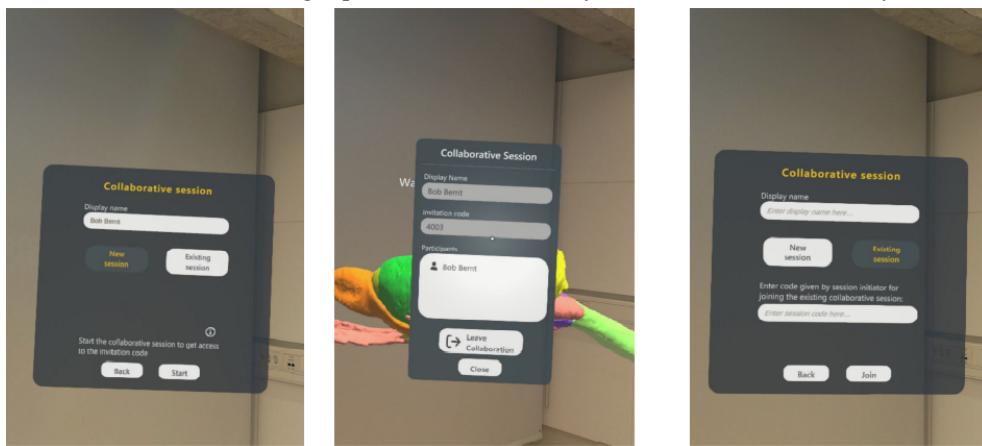 Collaborative session
Display name
Bob Bernt
New session
Existing session
Start the collaborative session to get access
to the invitation code
Back
Start
Wa
Collaborative Session
Display Name
Bob Bernt
Invitation code
4003
Participants
Bob Bernt
Leave
Collaboration
Close
Collaborative session
Display name
Enter display name here...
New session
Existing session
Enter code given by session initiator for
joining the existing collaborative session:
Enter session code here...
Back
Join